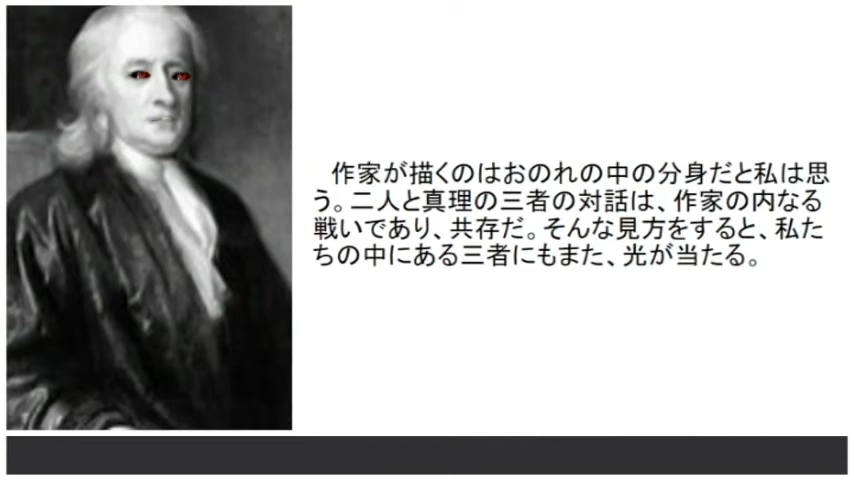 作家が描くのはおのれの中の分身だと私は思
う。二人と真理の三者の対話は、作家の内なる
戦いであり、共存だ。そんな見方をすると、私た
ちの中にある三者にもまた、光が当たる。